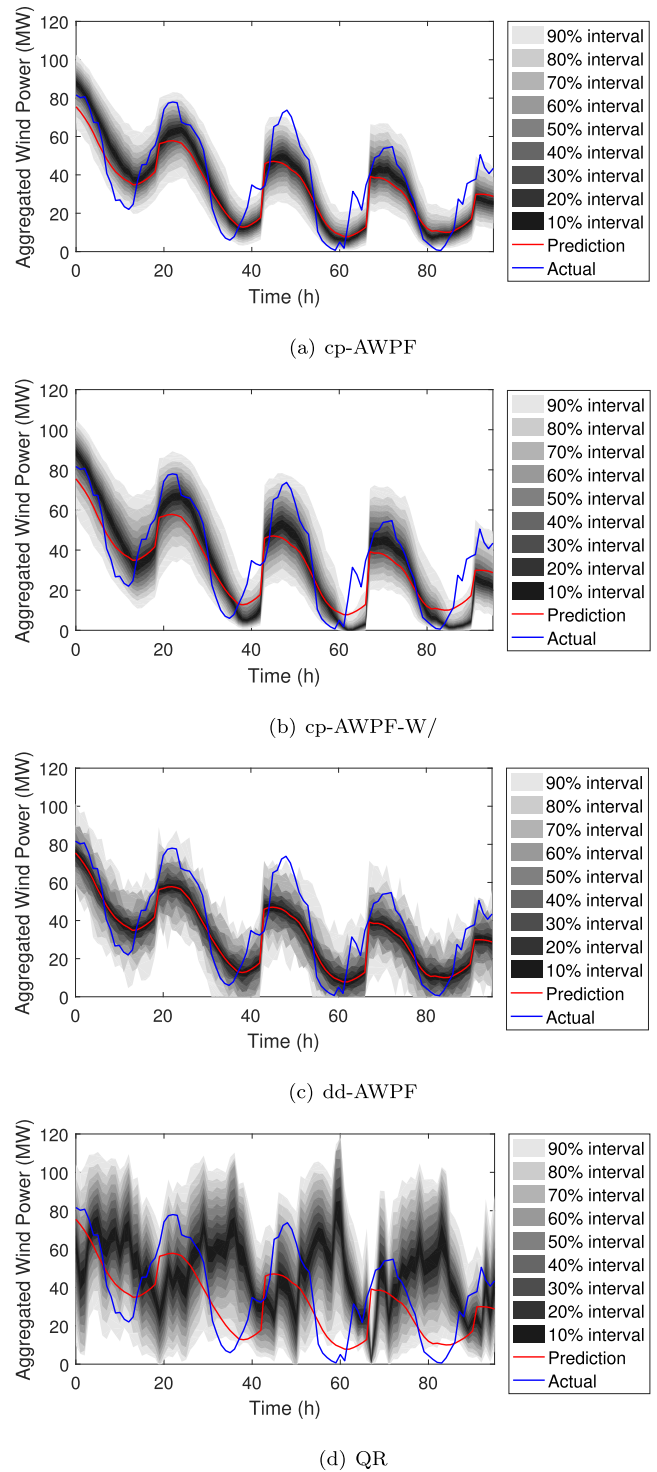 Aggregated Wind Power (MW)
120
100
80
60
40
20
0
0 20 40 60 80
Time (h)
90% interval
80% interval
70% interval
60% interval
50% interval
40% interval
30% interval
20% interval
10% interval
Prediction
Actual
(a) cp-AWPF
Aggregated Wind Power (MW)
120
100
80
60
40
20
0
0 20 40 60 80
Time (h)
90% interval
80% interval
70% interval
60% interval
50% interval
40% interval
30% interval
20% interval
10% interval
Prediction
Actual
(b) cp-AWPF-W/
Aggregated Wind Power (MW)
120
100
80
60
40
20
0
0 20 40 60 80
Time (h)
90% interval
80% interval
70% interval
60% interval
50% interval
40% interval
30% interval
20% interval
10% interval
Prediction
Actual
(c) dd-AWPF
Aggregated Wind Power (MW)
120
100
80
60
40
20
0
0 20 40 60 80
Time (h)
90% interval
80% interval
70% interval
60% interval
50% interval
40% interval
30% interval
20% interval
10% interval
Prediction
Actual
(d) QR